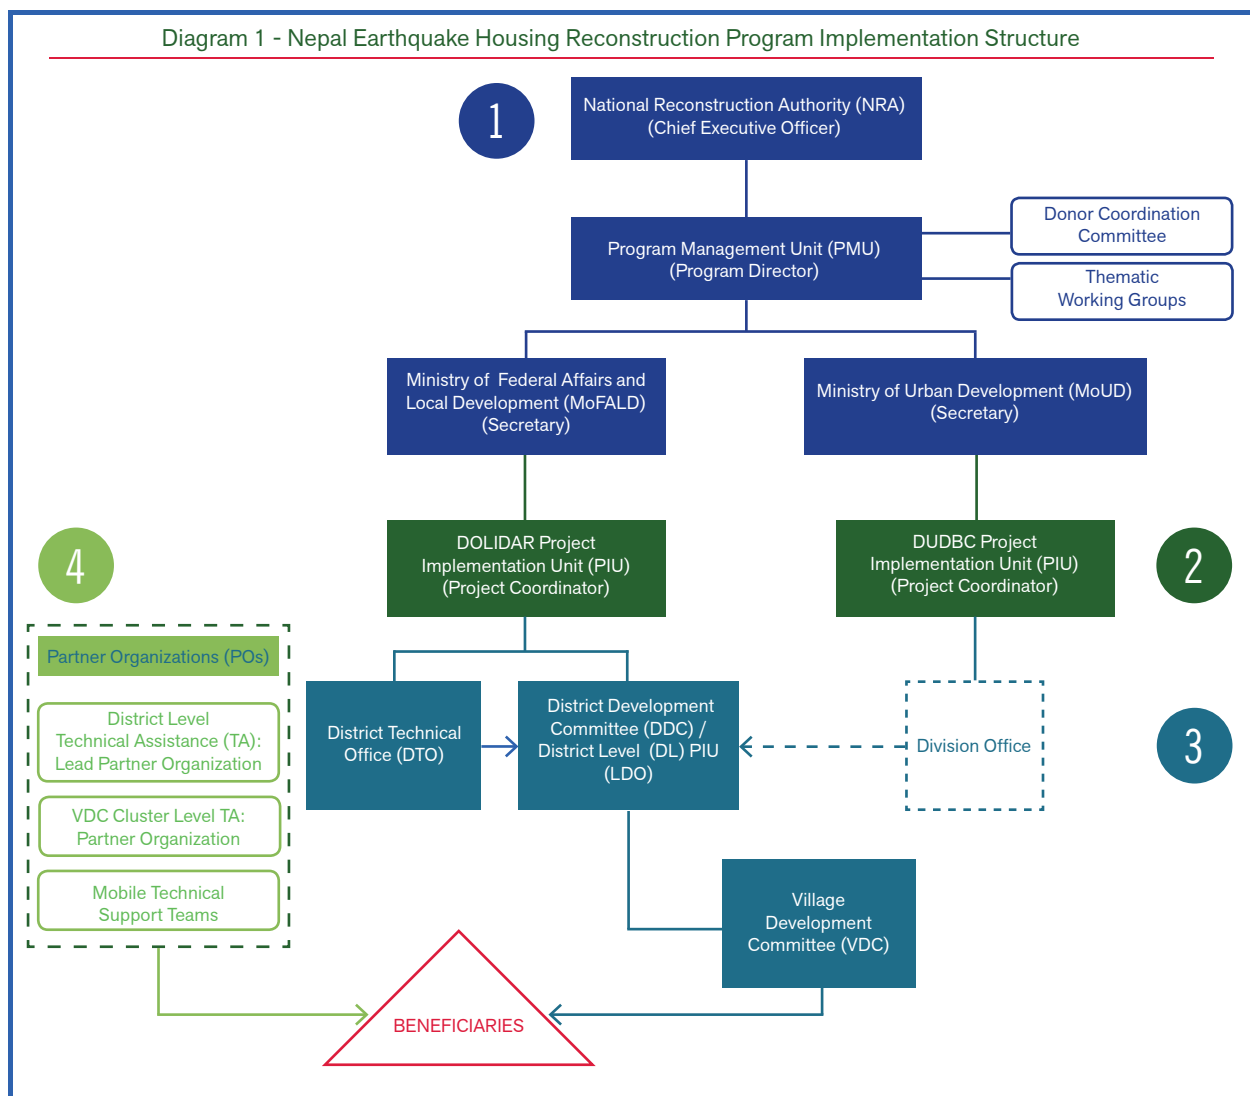 Diagram 1 - Nepal Earthquake Housing Reconstruction Program Implementation Structure
1
National Reconstruction Authority (NRA)
(Chief Executive Officer)
Program Management Unit (PMU)
(Program Director)
Donor Coordination
Committee
Thematic
Working Groups
Ministry of Federal Affairs and
Local Development (MoFALD)
(Secretary)
Ministry of Urban Development (MoUD)
(Secretary)
4
DOLIDAR Project
Implementation Unit (PIU)
(Project Coordinator)
DUDBC Project
Implementation Unit (PIU)
(Project Coordinator)
2
Partner Organizations (POs)
District Level
Technical Assistance (TA):
Lead Partner Organization
VDC Cluster Level TA:
Partner Organization
Mobile Technical
Support Teams
District Technical
Office (DTO)
District Development
Committee (DDC) /
District Level (DL) PIU
(LDO)
Division Office
3
Village
Development
Committee (VDC)
BENEFICIARIES